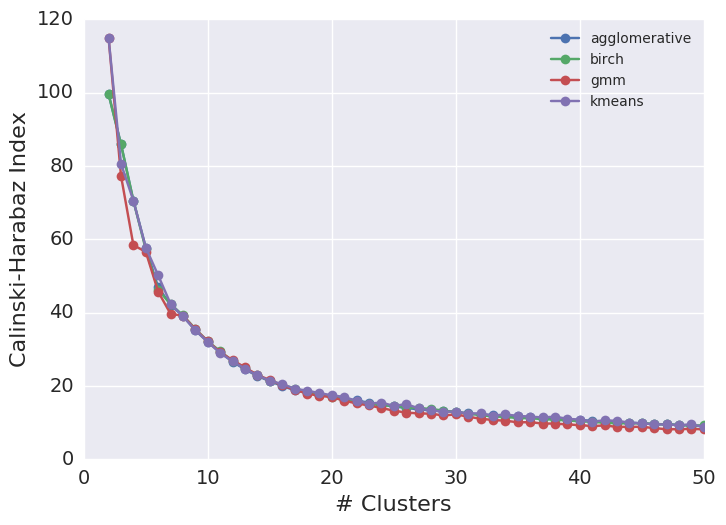 120
100
80
60
40
20
0
Calinski-Harabaz Index
agglomerative
birch
gmm
kmeans
0 10 20 30 40 50
# Clusters